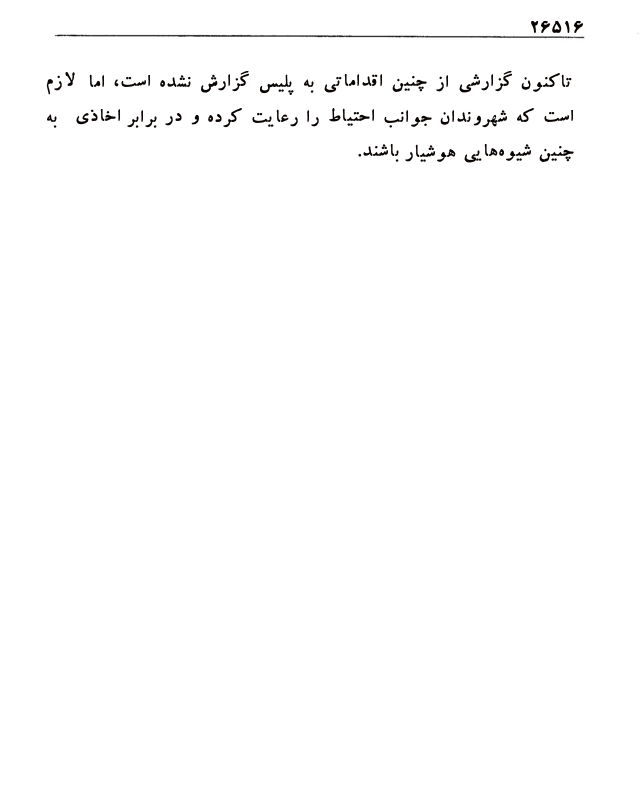 ۲۶۵۱۶
تاکنون گزارشی از چنین اقداماتی به پلیس گزارش نشده است، اما لازم
است که شهروندان جوانب احتیاط را رعایت کرده و در برابر اخاذی به
چنین شیوه‌هایی هوشیار باشند.